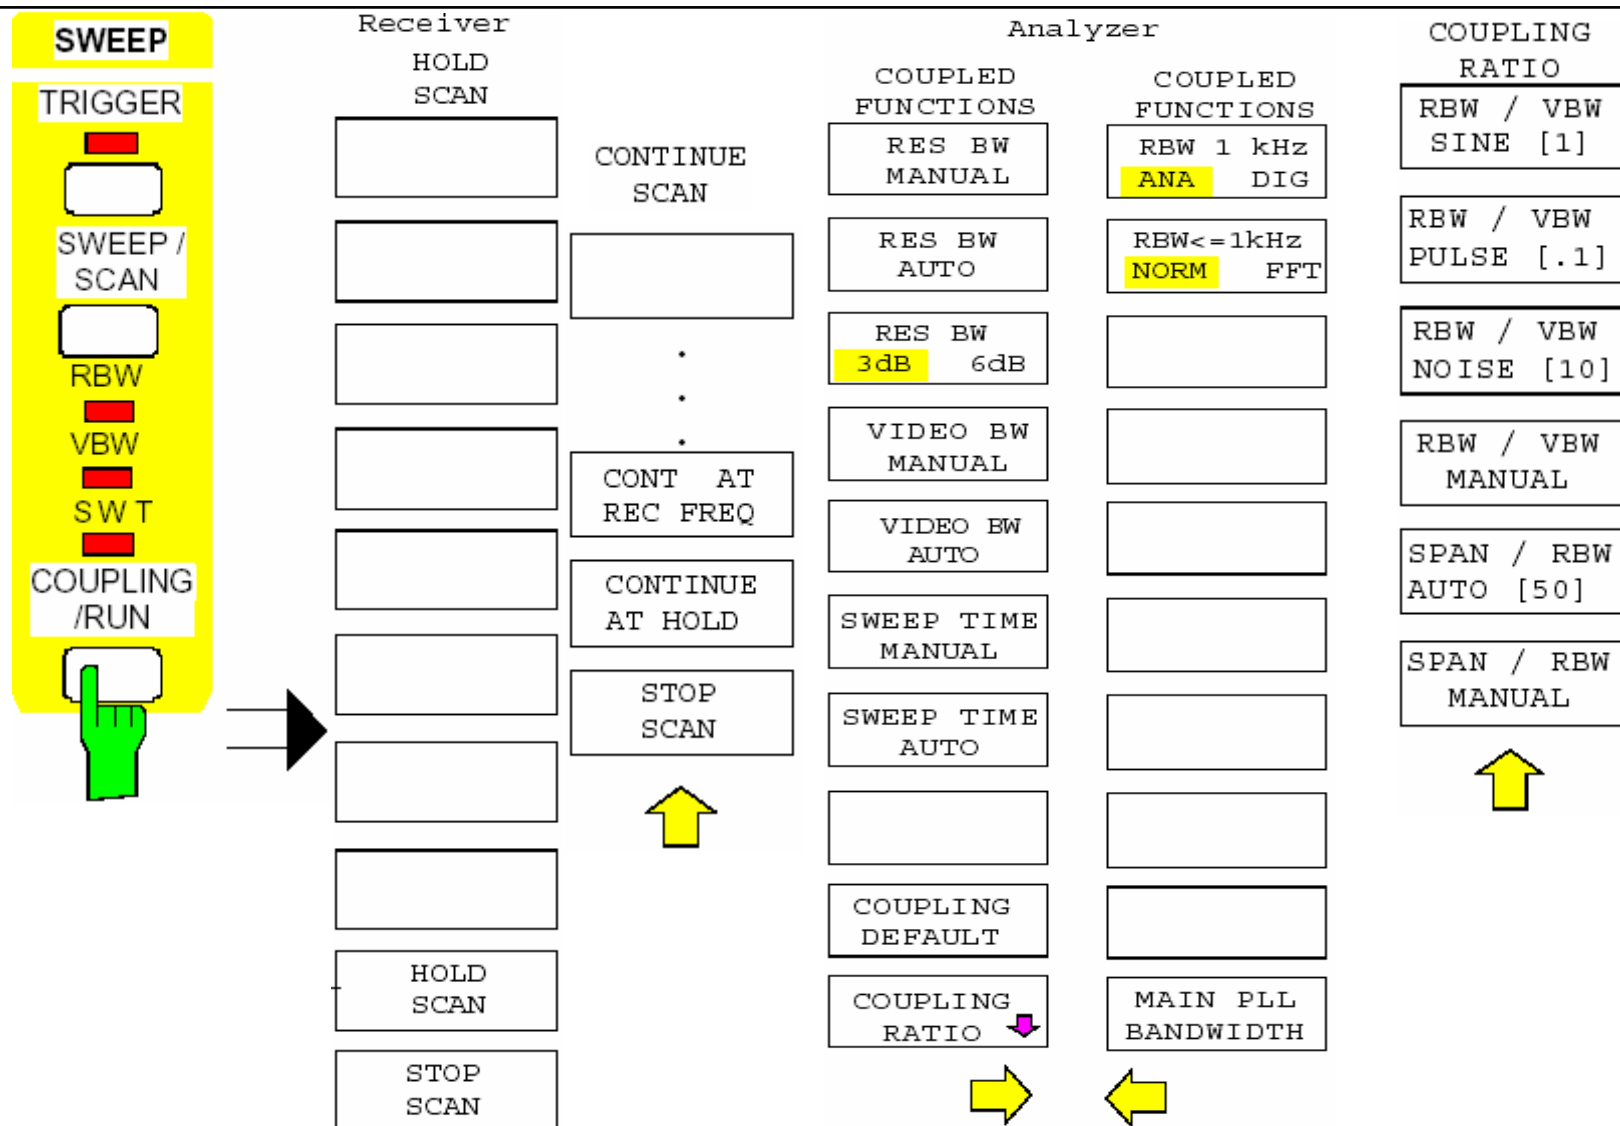 SWEEP
TRIGGER
SWEEP /
SCAN
RBW
VBW
SWT
COUPLING
/RUN
Receiver
HOLD
SCAN
HOLD
SCAN
STOP
SCAN
CONTINUE
SCAN
.
.
.
CONT AT
REC FREQ
CONTINUE
AT HOLD
STOP
SCAN
Analyzer
COUPLED
FUNCTIONS
RES BW
MANUAL
RES BW
AUTO
RES BW
3dB 6dB
VIDEO BW
MANUAL
VIDEO BW
AUTO
SWEEP TIME
MANUAL
SWEEP TIME
AUTO
COUPLING
DEFAULT
COUPLING
RATIO
COUPLED
FUNCTIONS
RBW 1 kHz
ANA DIG
RBW<=1kHz
NORM FFT
MAIN PLL
BANDWIDTH
COUPLING
RATIO
RBW / VBW
SINE [1]
RBW / VBW
PULSE [.1]
RBW / VBW
NOISE [10]
RBW / VBW
MANUAL
SPAN / RBW
AUTO [50]
SPAN / RBW
MANUAL